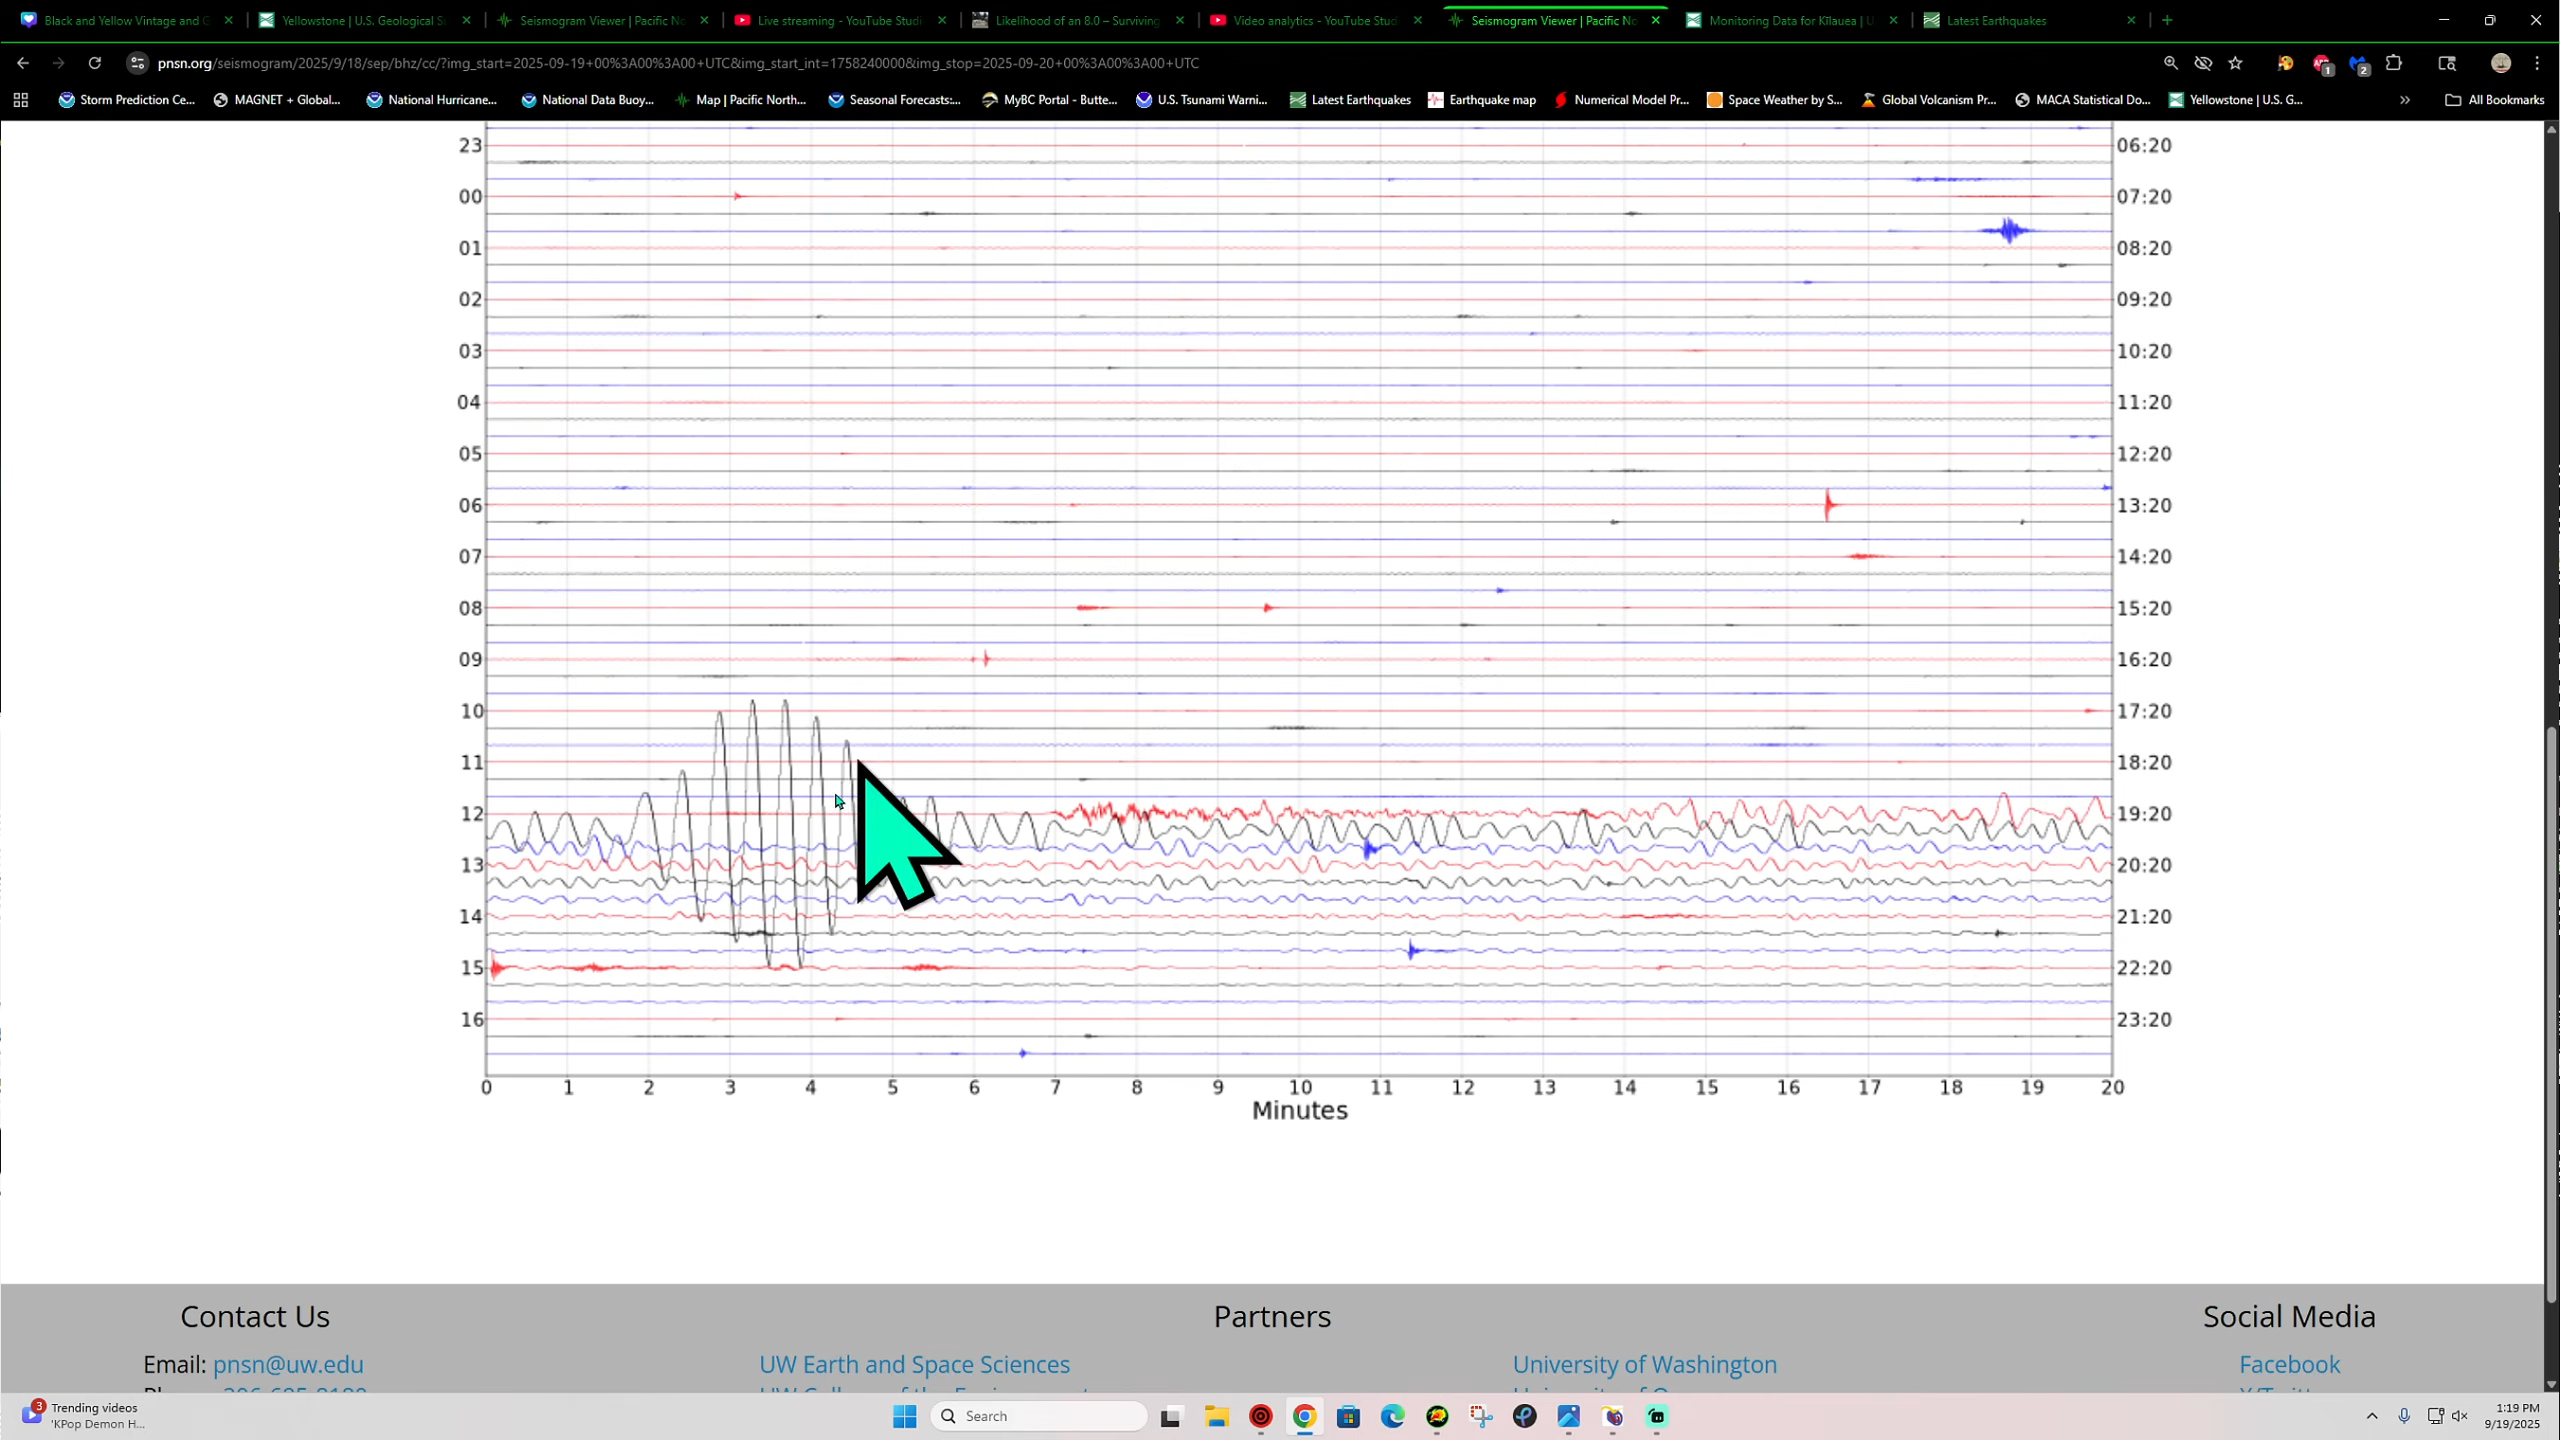 Black and Yellow Vintage and G
Yellowstone | U.S. Geological S
Seismogram Viewer | Pacific No
Live streaming - YouTube Studi
Likelihood of an 8.0 – Surviving
Video analytics - YouTube Stud
Seismogram Viewer | Pacific No
Monitoring Data for Kīlauea | U
Latest Earthquakes
pnsn.org/seismogram/2025/9/18/sep/bhz/cc/?img_start=2025-09-19+00%3A00%3A00+UTC&img_start_int=1758240000&img_stop=2025-09-20+00%3A00%3A00+UTC
1
2
Storm Prediction Ce...
MAGNET + Global...
National Hurricane...
National Data Buoy...
Map | Pacific North...
Seasonal Forecasts:...
MyBC Portal - Butte...
U.S. Tsunami Warni...
Latest Earthquakes
Earthquake map
Numerical Model Pr...
Space Weather by S...
Global Volcanism Pr...
MACA Statistical Do...
Yellowstone | U.S. G...
All Bookmarks
23 06:20
00 07:20
01 08:20
02 09:20
03 10:20
04 11:20
05 12:20
06 13:20
07 14:20
08 15:20
09 16:20
10 17:20
11 18:20
12 19:20
13 20:20
14 21:20
15 22:20
16 23:20
0 1 2 3 4 5 6 7 8 9 10 11 12 13 14 15 16 17 18 19 20
Minutes
Contact Us
Partners
Social Media
Email: pnsn@uw.edu
UW Earth and Space Sciences
University of Washington
Facebook
3
Trending videos
'KPop Demon H...
Search
1:19 PM
9/19/2025